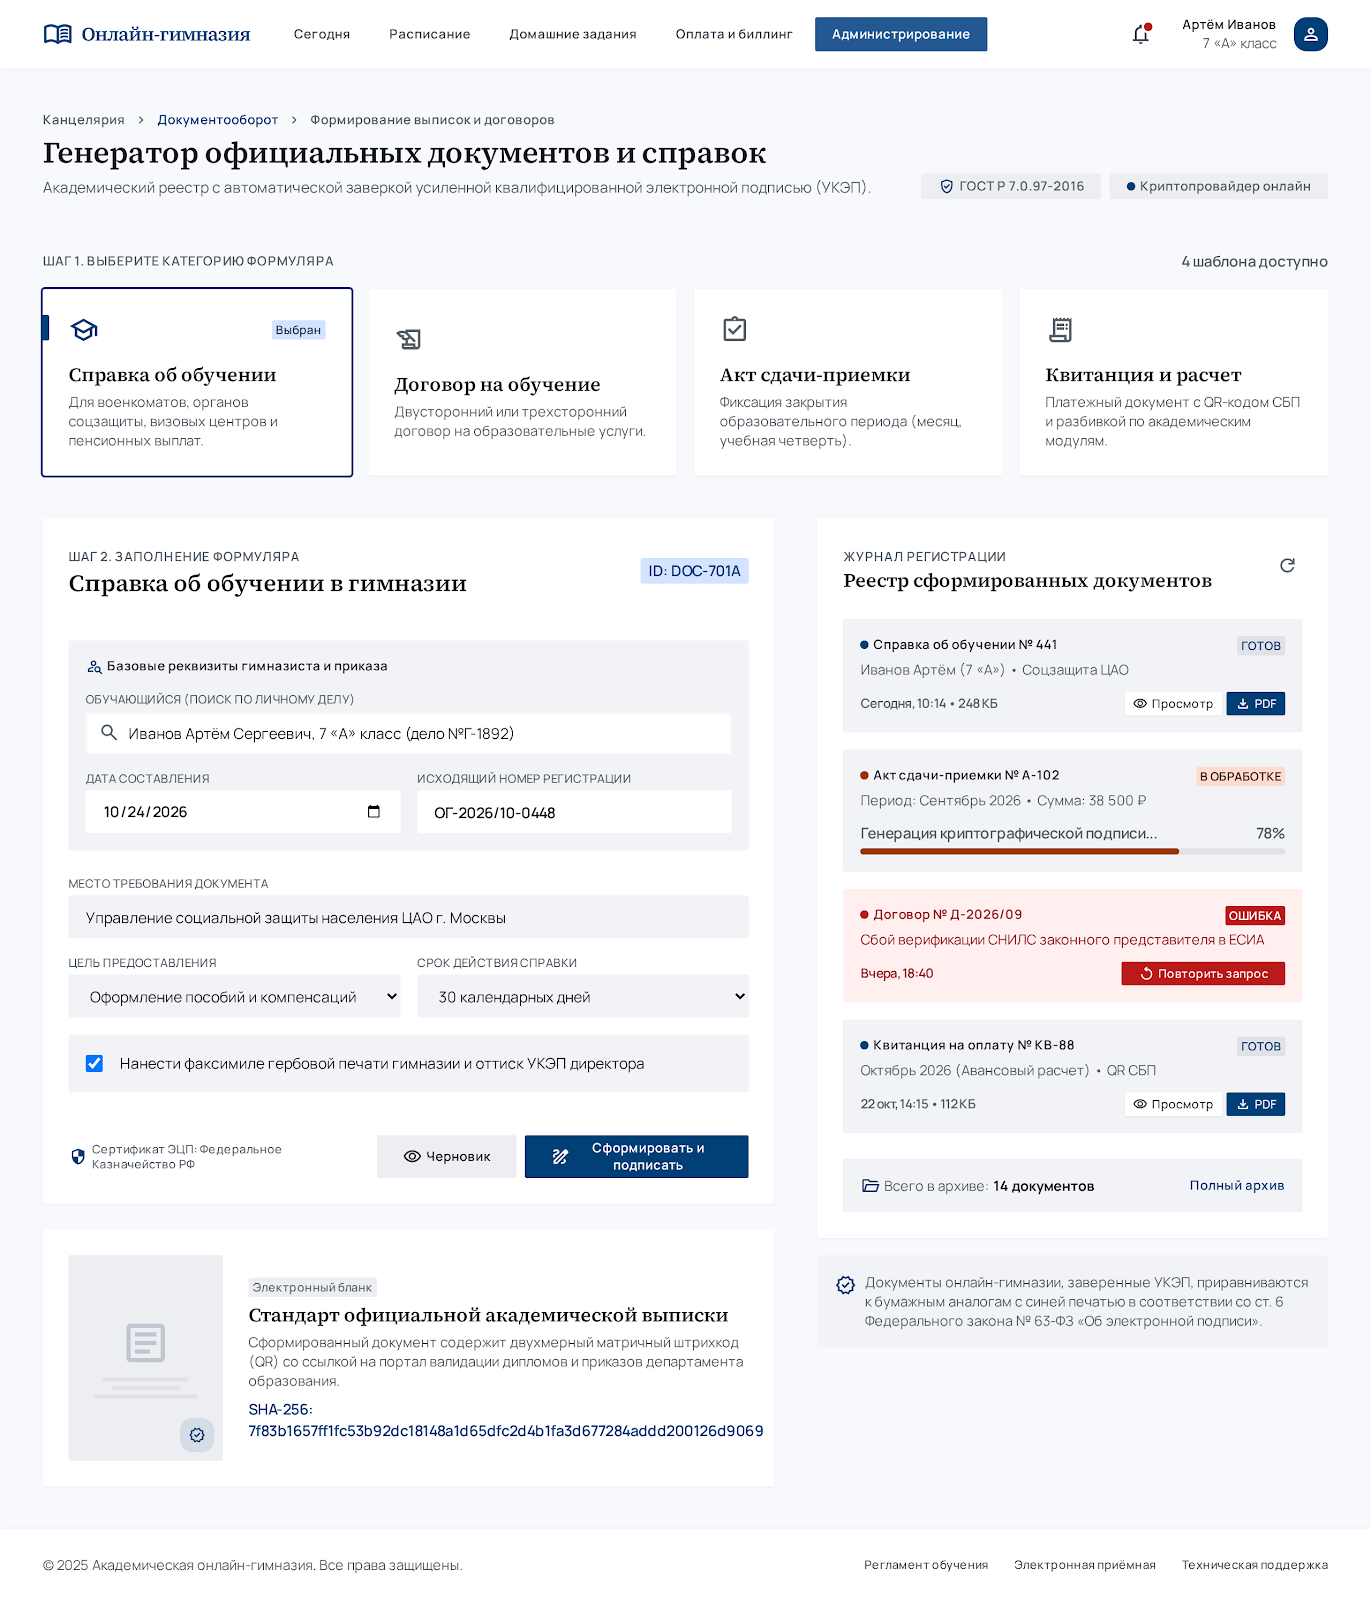 Онлайн-гимназия
Сегодня
Расписание
Домашние задания
Оплата и биллинг
Администрирование
Артём Иванов
7 «А» класс
Канцелярия
Документооборот
Формирование выписок и договоров
Генератор официальных документов и справок
Академический реестр с автоматической заверкой усиленной квалифицированной электронной подписью (УКЭП).
ГОСТ Р 7.0.97-2016
Криптопровайдер онлайн
ШАГ 1. ВЫБЕРИТЕ КАТЕГОРИЮ ФОРМУЛЯРА
4 шаблона доступно
Выбран
Справка об обучении
Для военкоматов, органов
соцзащиты, визовых центров и
пенсионных выплат.
Договор на обучение
Двусторонний или трехсторонний
договор на образовательные услуги.
Акт сдачи-приемки
Фиксация закрытия
образовательного периода (месяц,
учебная четверть).
Квитанция и расчет
Платежный документ с QR-кодом СБП
и разбивкой по академическим
модулям.
ШАГ 2. ЗАПОЛНЕНИЕ ФОРМУЛЯРА
Справка об обучении в гимназии
ID: DOC-701A
Базовые реквизиты гимназиста и приказа
ОБУЧАЮЩИЙСЯ (ПОИСК ПО ЛИЧНОМУ ДЕЛУ)
Иванов Артём Сергеевич, 7 «А» класс (дело №Г-1892)
ДАТА СОСТАВЛЕНИЯ
ИСХОДЯЩИЙ НОМЕР РЕГИСТРАЦИИ
10/24/2026
ОГ-2026/10-0448
МЕСТО ТРЕБОВАНИЯ ДОКУМЕНТА
Управление социальной защиты населения ЦАО г. Москвы
ЦЕЛЬ ПРЕДОСТАВЛЕНИЯ
СРОК ДЕЙСТВИЯ СПРАВКИ
Оформление пособий и компенсаций
30 календарных дней
Нанести факсимиле гербовой печати гимназии и оттиск УКЭП директора
Сертификат ЭЦП: Федеральное
Казначейство РФ
Черновик
Сформировать и
подписать
Электронный бланк
Стандарт официальной академической выписки
Сформированный документ содержит двухмерный матричный штрихкод
(QR) со ссылкой на портал валидации дипломов и приказов департамента
образования.
SHA-256:
7f83b1657ff1fc53b92dc18148a1d65dfc2d4b1fa3d677284addd200126d9069
ЖУРНАЛ РЕГИСТРАЦИИ
Реестр сформированных документов
Справка об обучении № 441
ГОТОВ
Иванов Артём (7 «А») • Соцзащита ЦАО
Сегодня, 10:14 • 248 КБ
Просмотр
PDF
Акт сдачи-приемки № А-102
В ОБРАБОТКЕ
Период: Сентябрь 2026 • Сумма: 38 500 ₽
Генерация криптографической подписи...
78%
Договор № Д-2026/09
ОШИБКА
Сбой верификации СНИЛС законного представителя в ЕСИА
Вчера, 18:40
Повторить запрос
Квитанция на оплату № КВ-88
ГОТОВ
Октябрь 2026 (Авансовый расчет) • QR СБП
22 окт, 14:15 • 112 КБ
Просмотр
PDF
Всего в архиве: 14 документов
Полный архив
Документы онлайн-гимназии, заверенные УКЭП, приравниваются
к бумажным аналогам с синей печатью в соответствии со ст. 6
Федерального закона № 63-ФЗ «Об электронной подписи».
© 2025 Академическая онлайн-гимназия. Все права защищены.
Регламент обучения
Электронная приёмная
Техническая поддержка